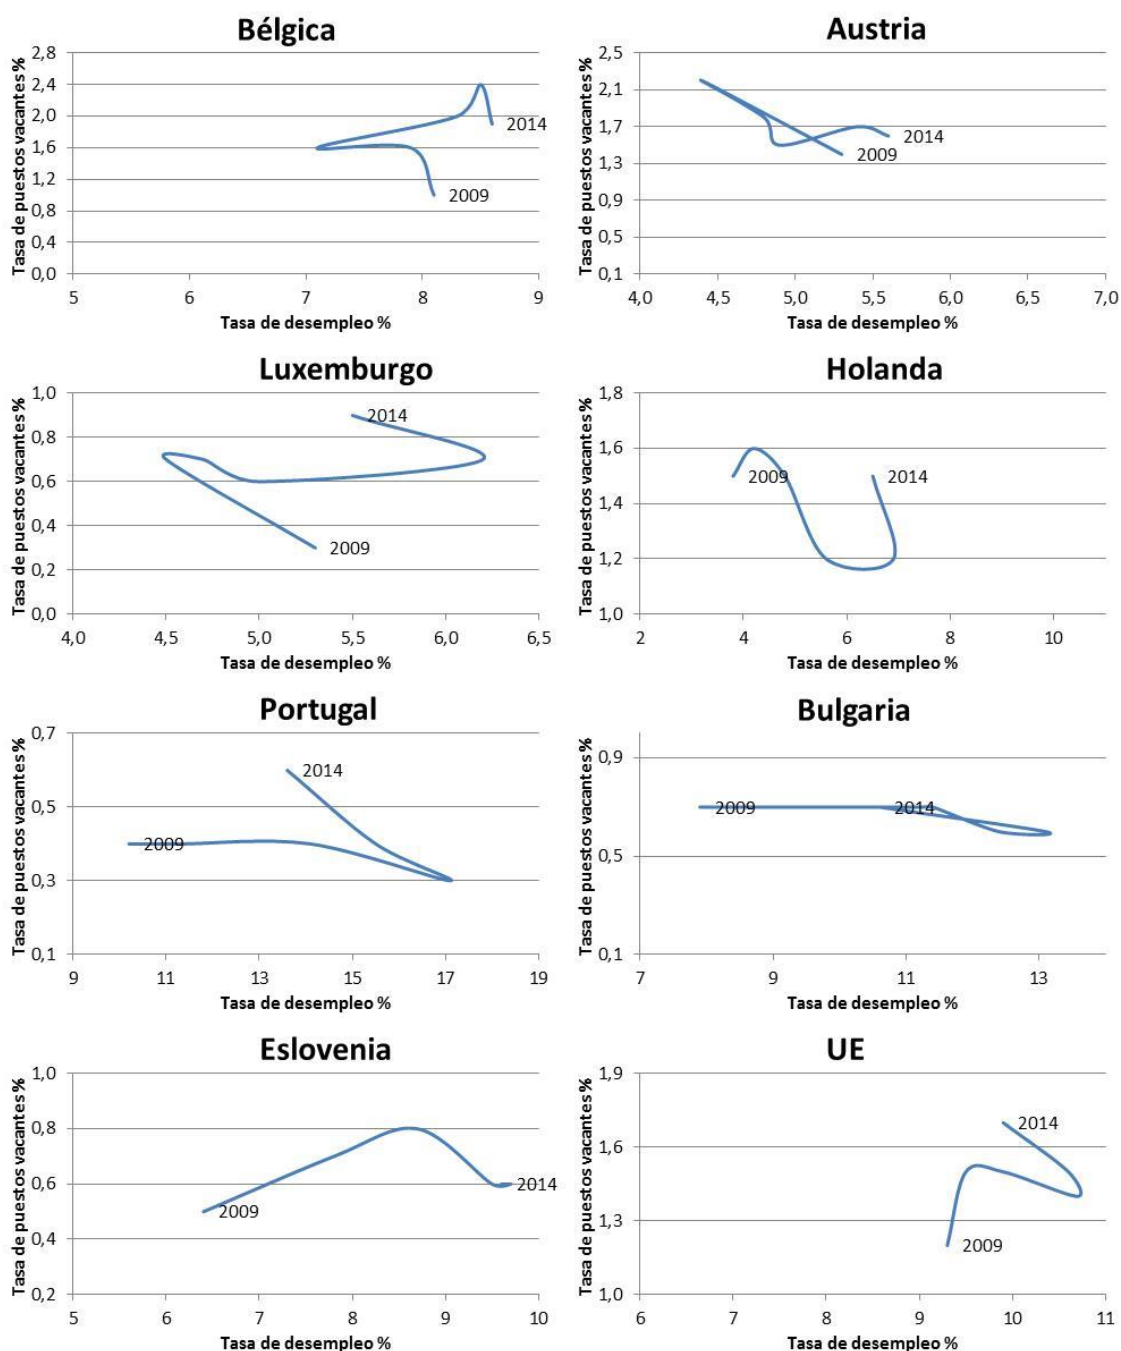 Bélgica
Tasa de puestos vacantes %
2,8
2,4
2,0
1,6
1,2
0,8
0,4
0,0
2014
2009
5 6 7 8 9
Tasa de desempleo %
Austria
Tasa de puestos vacantes %
2,5
2,1
1,7
1,3
0,9
0,5
0,1
2014
2009
4,0 4,5 5,0 5,5 6,0 6,5 7,0
Tasa de desempleo %
Luxemburgo
Tasa de puestos vacantes %
1,0
0,8
0,6
0,4
0,2
0,0
2014
2009
4,0 4,5 5,0 5,5 6,0 6,5
Tasa de desempleo %
Holanda
Tasa de puestos vacantes %
1,8
1,6
1,4
1,2
1,0
2009
2014
2 4 6 8 10
Tasa de desempleo %
Portugal
Tasa de puestos vacantes %
0,7
0,5
0,3
0,1
2014
2009
9 11 13 15 17 19
Tasa de desempleo %
Bulgaria
Tasa de puestos vacantes %
0,9
0,5
0,1
2009
2014
7 9 11 13
Tasa de desempleo %
Eslovenia
Tasa de puestos vacantes %
1,0
0,8
0,6
0,4
0,2
2009
2014
5 6 7 8 9 10
Tasa de desempleo %
UE
Tasa de puestos vacantes %
1,9
1,6
1,3
1,0
2014
2009
6 7 8 9 10 11
Tasa de desempleo %